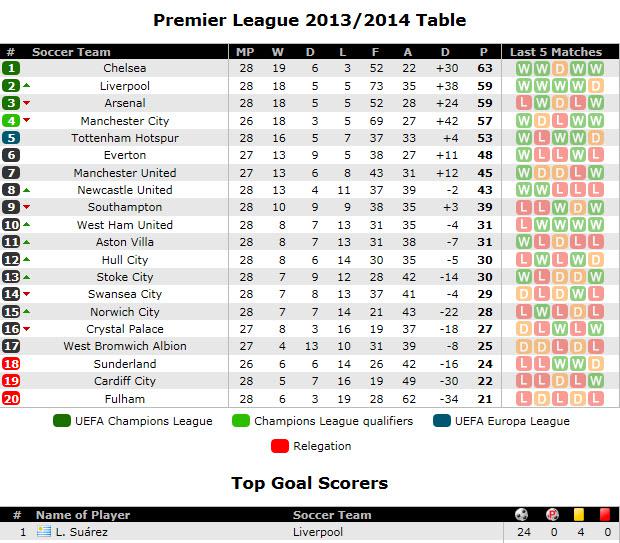 Premier League 2013/2014 Table
# Soccer Team MP W D L F A D P Last 5 Matches
1 Chelsea 28 19 6 3 52 22 +30 63 W W D W W
2 Liverpool 28 18 5 5 73 35 +38 59 W W W W D
3 Arsenal 28 18 5 5 52 28 +24 59 L W D L W
4 Manchester City 26 18 3 5 69 27 +42 57 W D L W W
5 Tottenham Hotspur 28 16 5 7 37 33 +4 53 W L W W D
6 Everton 27 13 9 5 38 27 +11 48 W L L W L
7 Manchester United 27 13 6 8 43 31 +12 45 W D D L L
8 Newcastle United 28 13 4 11 37 39 -2 43 W W L L L
9 Southampton 28 10 9 9 38 35 +3 39 L L W D W
10 West Ham United 28 8 7 13 31 35 -4 31 L W W W W
11 Aston Villa 28 8 7 13 31 38 -7 31 L W D L L
12 Hull City 28 8 6 14 30 35 -5 30 L W L W D
13 Stoke City 28 7 9 12 28 42 -14 30 W L D D W
14 Swansea City 28 7 8 13 37 41 -4 29 D L D W L
15 Norwich City 28 7 7 14 21 43 -22 28 L W L D L
16 Crystal Palace 27 8 3 16 19 37 -18 27 D L W L W
17 West Bromwich Albion 27 4 13 10 31 39 -8 25 D D L D L
18 Sunderland 26 6 6 14 26 42 -16 24 L L W W D
19 Cardiff City 28 5 7 16 19 49 -30 22 L L D L W
20 Fulham 28 6 3 19 28 62 -34 21 L D L D L
UEFA Champions League Champions League qualifiers UEFA Europa League
Relegation
Top Goal Scorers
# Name of Player Soccer Team P
1 L. Suárez Liverpool 24 0 4 0